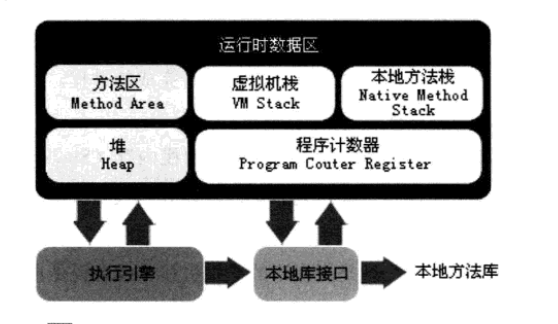 运行时数据区
方法区
Method Area
虚拟机栈
VM Stack
本地方法栈
Native Method
Stack
堆
Heap
程序计数器
Program Couter Register
执行引擎
本地库接口
本地方法库